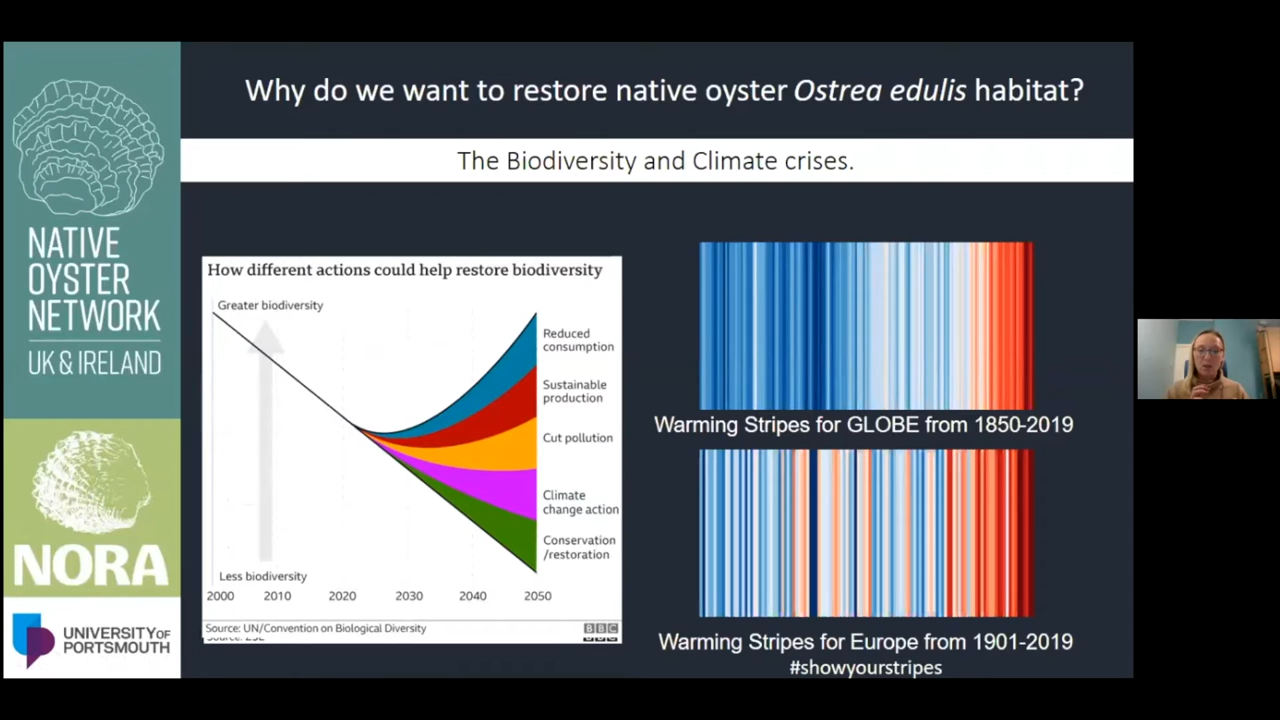 Why do we want to restore native oyster Ostrea edulis habitat?
The Biodiversity and Climate crises.
NATIVE
OYSTER
NETWORK
UK & IRELAND
NORA
UNIVERSITY OF
PORTSMOUTH
How different actions could help restore biodiversity
Greater biodiversity
Reduced
consumption
Sustainable
production
Cut pollution
Climate
change action
Conservation
/restoration
Less biodiversity
2000 2010 2020 2030 2040 2050
Source: UN/Convention on Biological Diversity
BBC
Warming Stripes for GLOBE from 1850-2019
Warming Stripes for Europe from 1901-2019
#showyourstripes